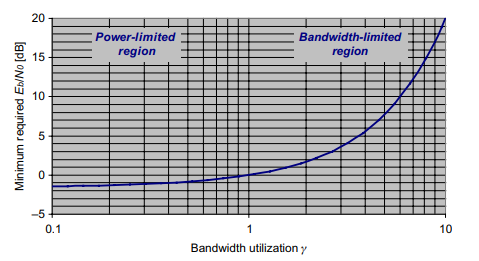 Minimum required Eb/N0 [dB]
20
15
10
5
0
–5
Power-limited
region
Bandwidth-limited
region
0.1
1
10
Bandwidth utilization γ